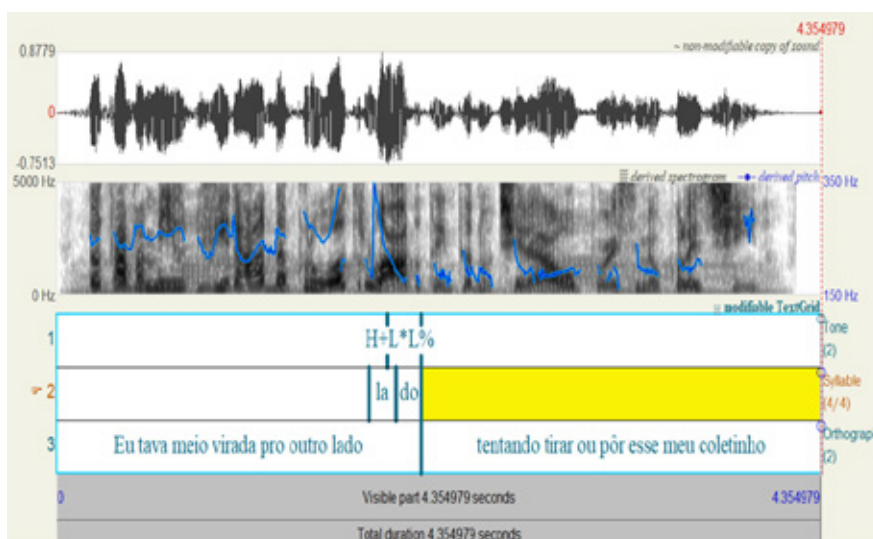 4.354979
0.8779
~ non-modifiable copy of sound
0
-0.7513
5000 Hz
derived spectrogram
derived pitch
350 Hz
0 Hz
150 Hz
modifiable TextGrid
1
H+L*L%
Tone
(2)
2
la
do
Syllable
(4/4)
3
Eu tava meio virada pro outro lado
tentando tirar ou pôr esse meu coletinho
Orthograp
(2)
0
Visible part 4.354979 seconds
4.354979
Total duration 4.354979 seconds